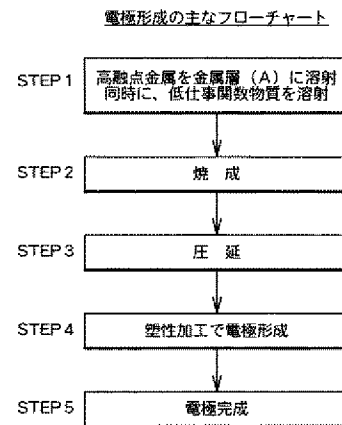 電極形成の主なフローチャート
STEP 1
高融点金属を金属層（A）に溶射
同時に、低仕事関数物質を溶射
STEP 2
焼 成
STEP 3
圧 延
STEP 4
塑性加工で電極形成
STEP 5
電極完成